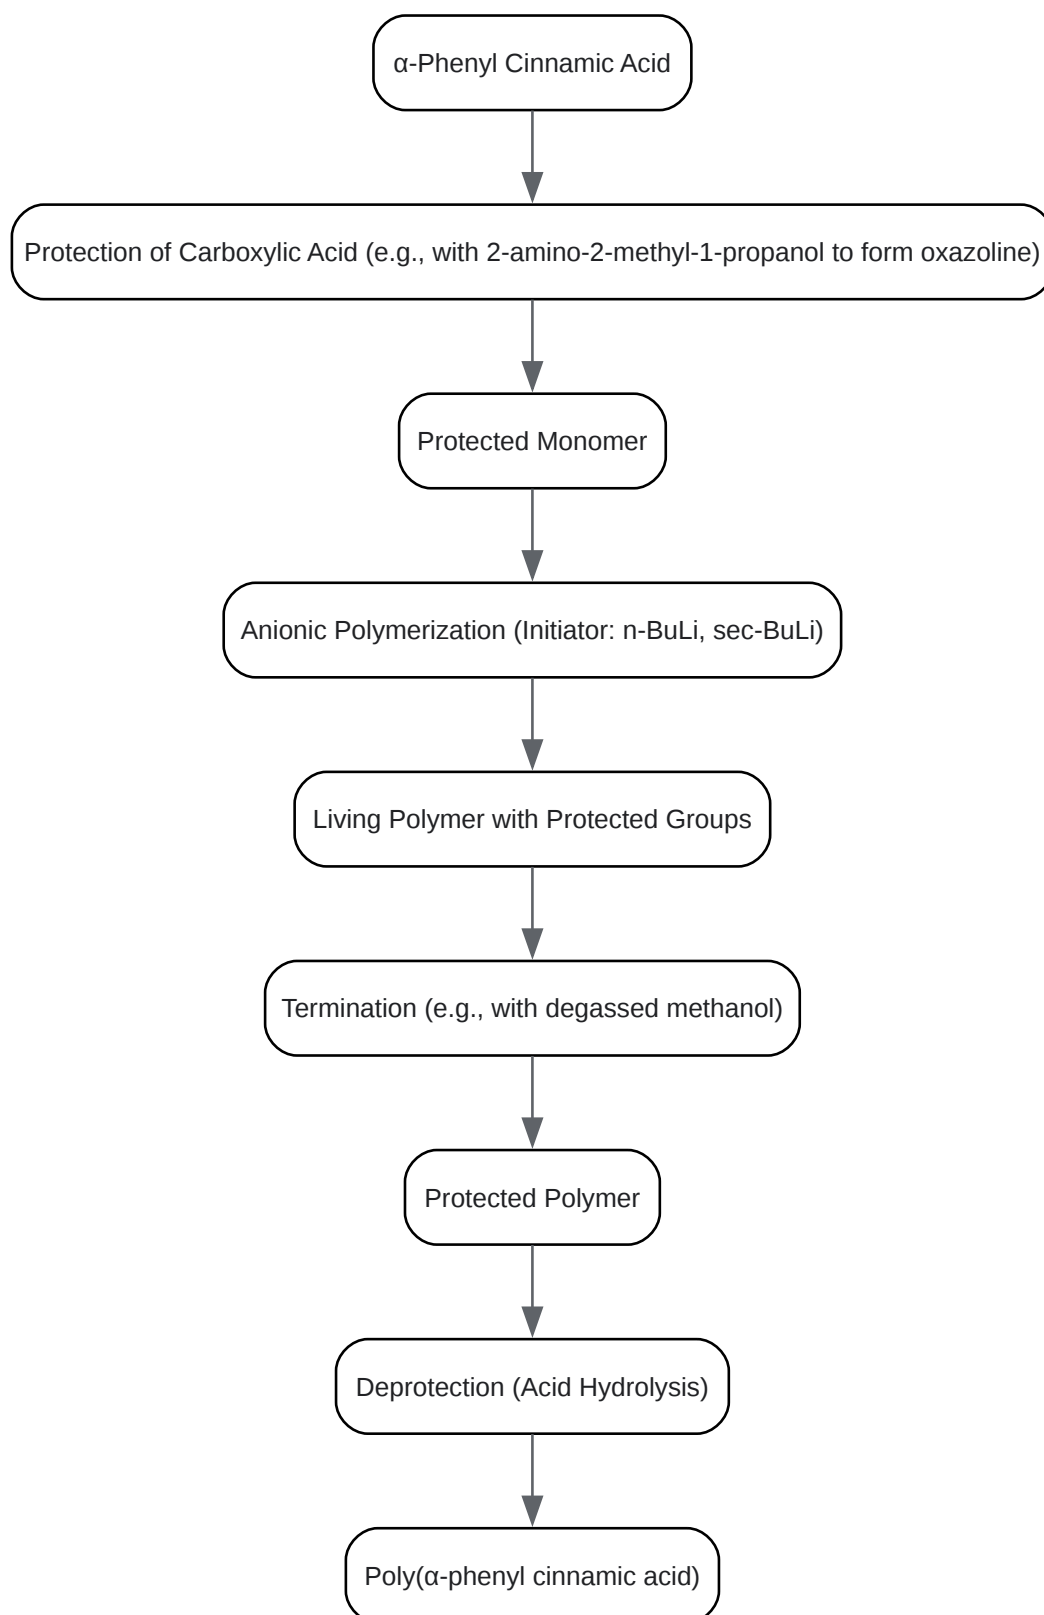 α-Phenyl Cinnamic Acid
Protection of Carboxylic Acid (e.g., with 2-amino-2-methyl-1-propanol to form oxazoline)
Protected Monomer
Anionic Polymerization (Initiator: n-BuLi, sec-BuLi)
Living Polymer with Protected Groups
Termination (e.g., with degassed methanol)
Protected Polymer
Deprotection (Acid Hydrolysis)
Poly(α-phenyl cinnamic acid)